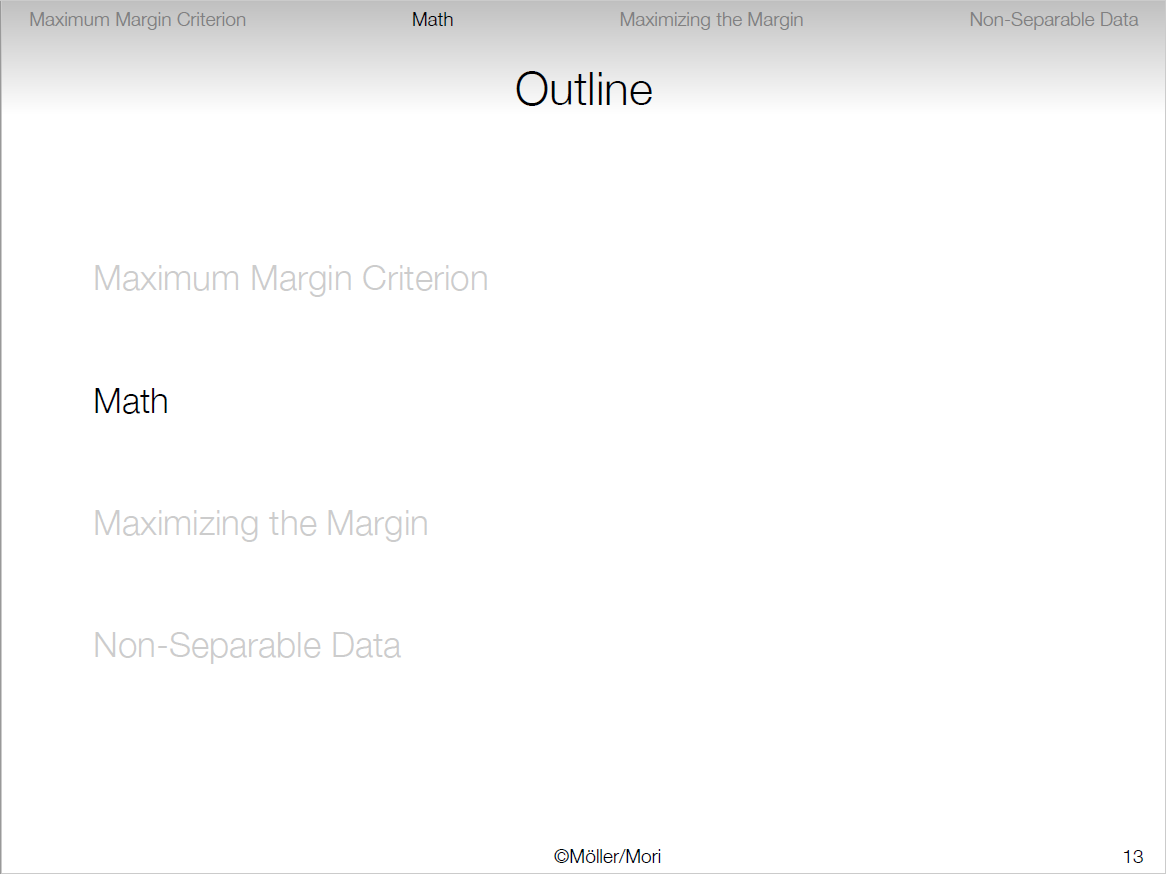 Maximum Margin Criterion Math Maximizing the Margin Non-Separable Data
Outline
Maximum Margin Criterion
Math
Maximizing the Margin
Non-Separable Data
©Möller/Mori 13